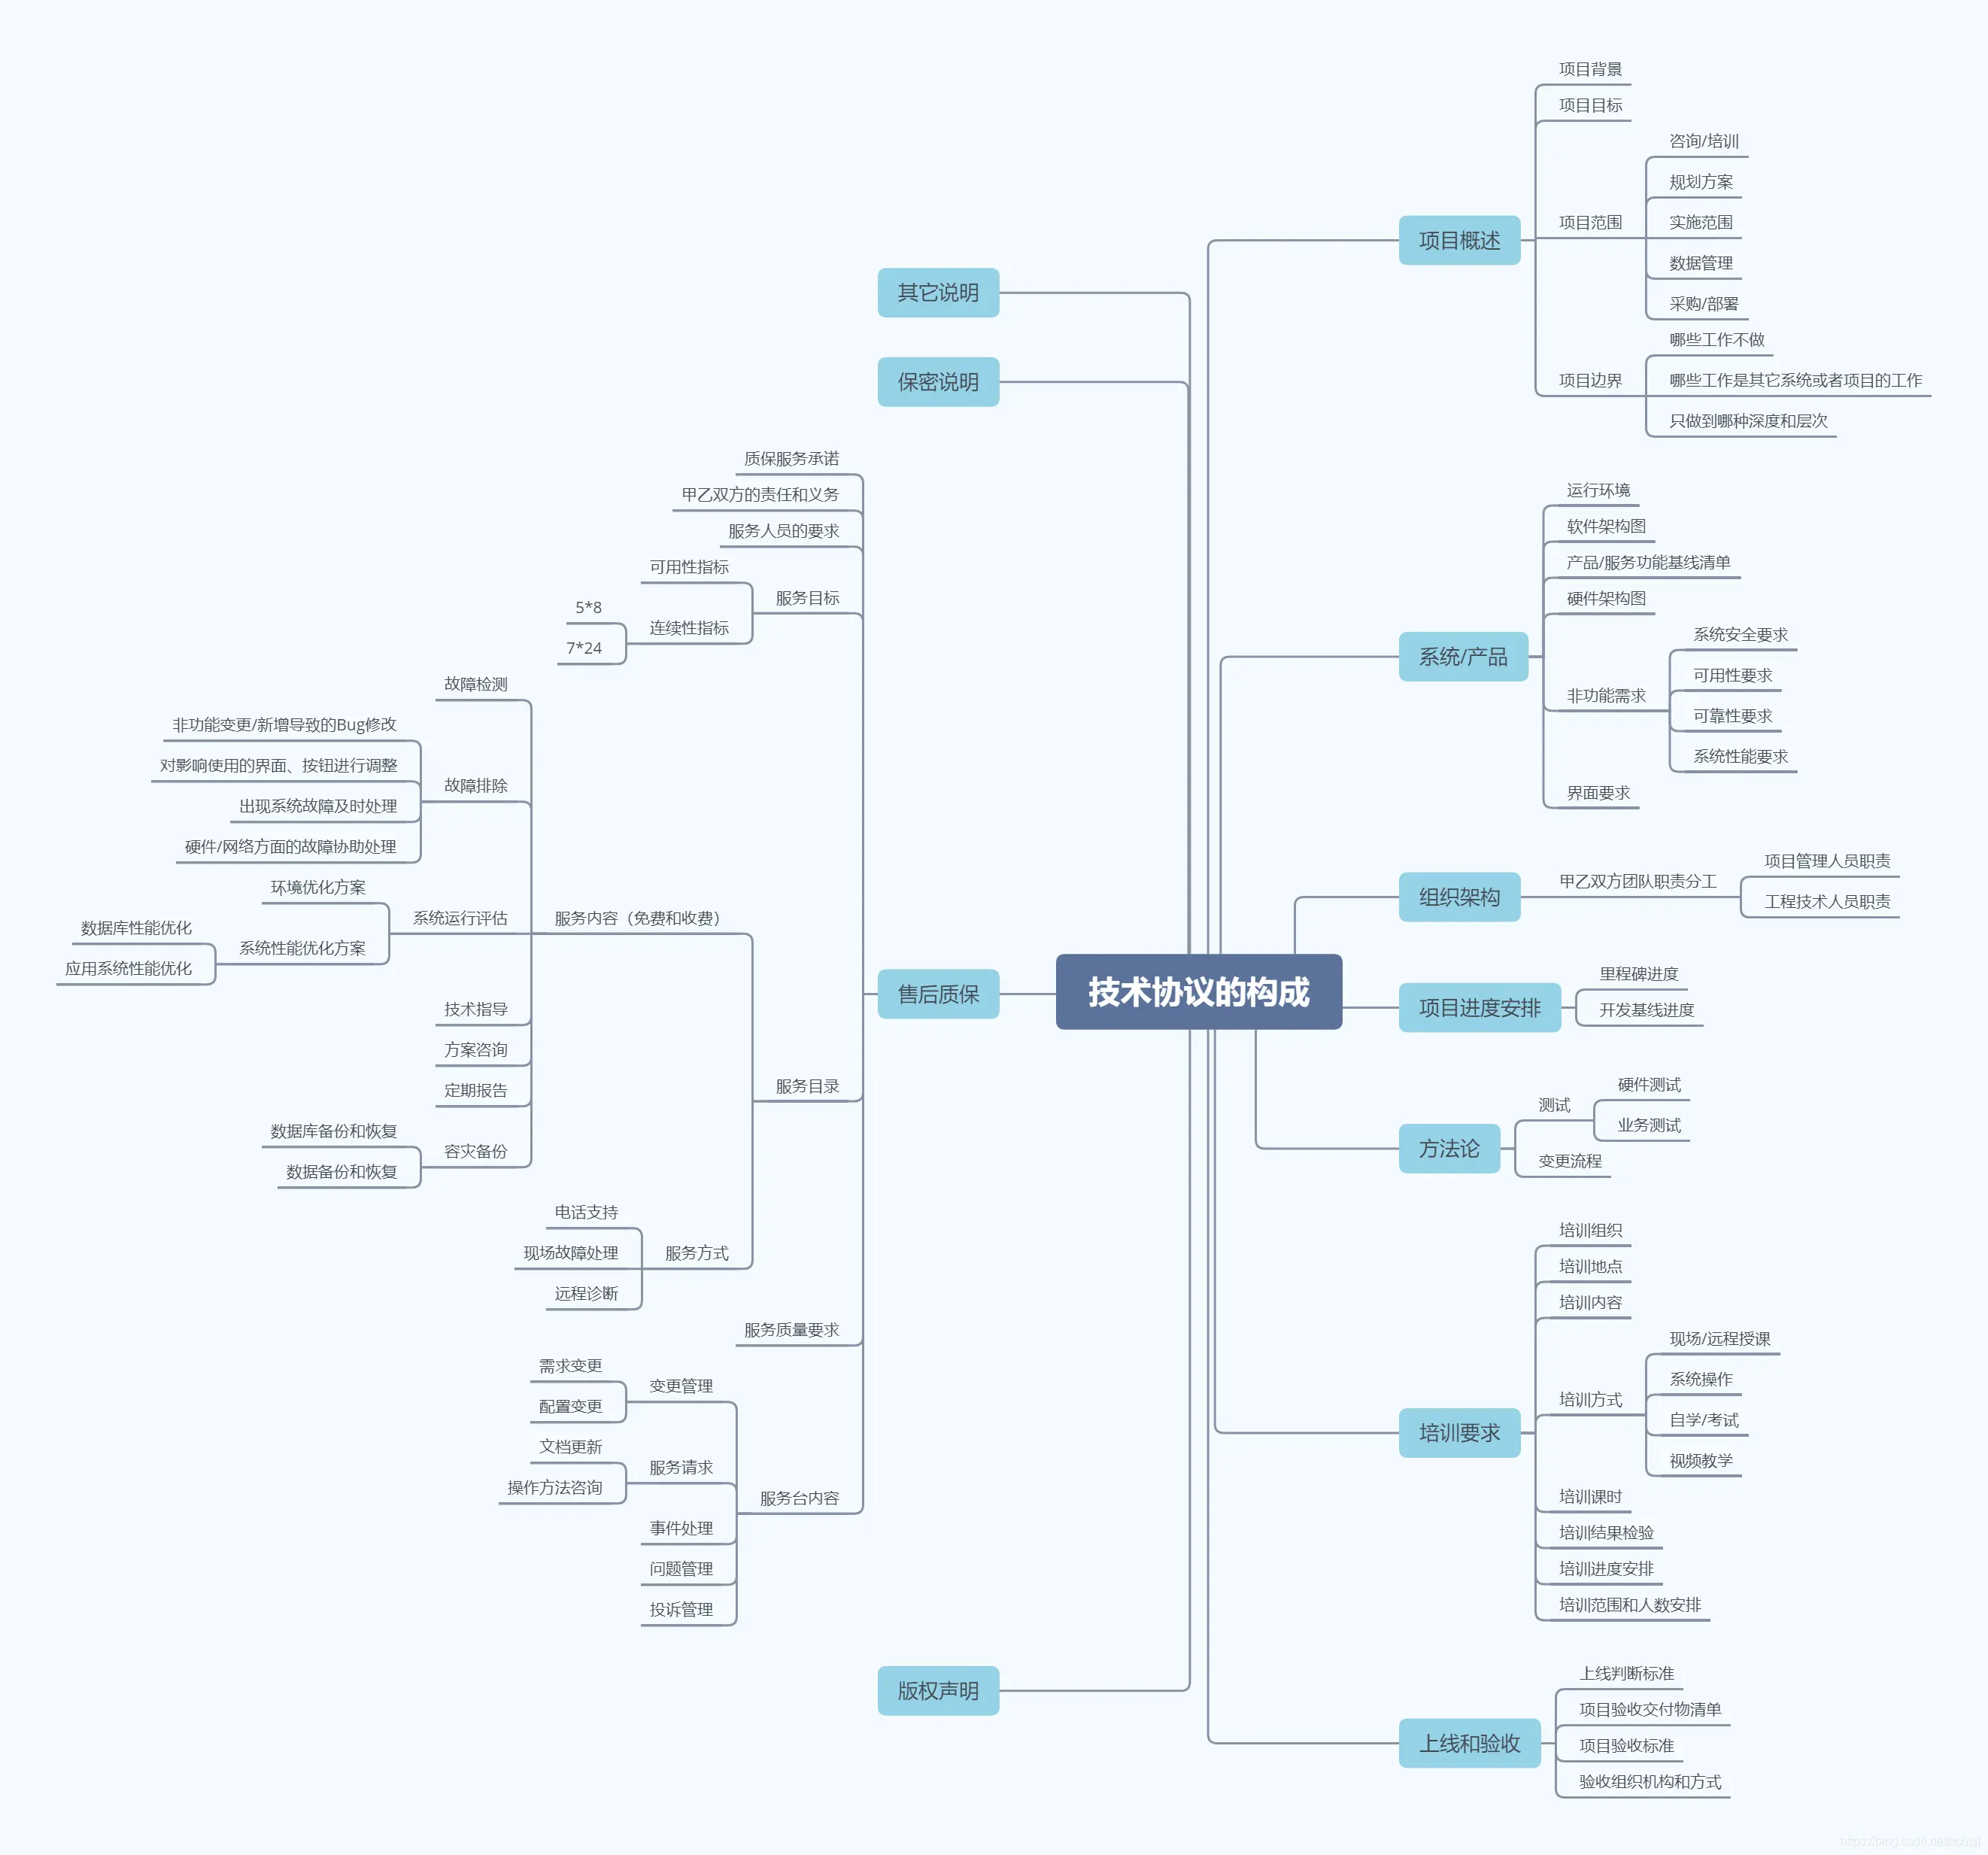 技术协议的构成
项目概述
项目背景
项目目标
项目范围
咨询/培训
规划方案
实施范围
数据管理
采购/部署
项目边界
哪些工作不做
哪些工作是其它系统或者项目的工作
只做到哪种深度和层次
系统/产品
运行环境
软件架构图
产品/服务功能基线清单
硬件架构图
非功能需求
系统安全要求
可用性要求
可靠性要求
系统性能要求
界面要求
组织架构
甲乙双方团队职责分工
项目管理人员职责
工程技术人员职责
项目进度安排
里程碑进度
开发基线进度
方法论
测试
硬件测试
业务测试
变更流程
培训要求
培训组织
培训地点
培训内容
培训方式
现场/远程授课
系统操作
自学/考试
视频教学
培训课时
培训结果检验
培训进度安排
培训范围和人数安排
上线和验收
上线判断标准
项目验收交付物清单
项目验收标准
验收组织机构和方式
其它说明
保密说明
售后质保
质保服务承诺
甲乙双方的责任和义务
服务人员的要求
服务目标
可用性指标
连续性指标
5*8
7*24
服务目录
服务内容（免费和收费）
故障检测
故障排除
非功能变更/新增导致的Bug修改
对影响使用的界面、按钮进行调整
出现系统故障及时处理
硬件/网络方面的故障协助处理
系统运行评估
环境优化方案
系统性能优化方案
数据库性能优化
应用系统性能优化
技术指导
方案咨询
定期报告
容灾备份
数据库备份和恢复
数据备份和恢复
服务方式
电话支持
现场故障处理
远程诊断
服务质量要求
服务台内容
变更管理
需求变更
配置变更
服务请求
文档更新
操作方法咨询
事件处理
问题管理
投诉管理
版权声明